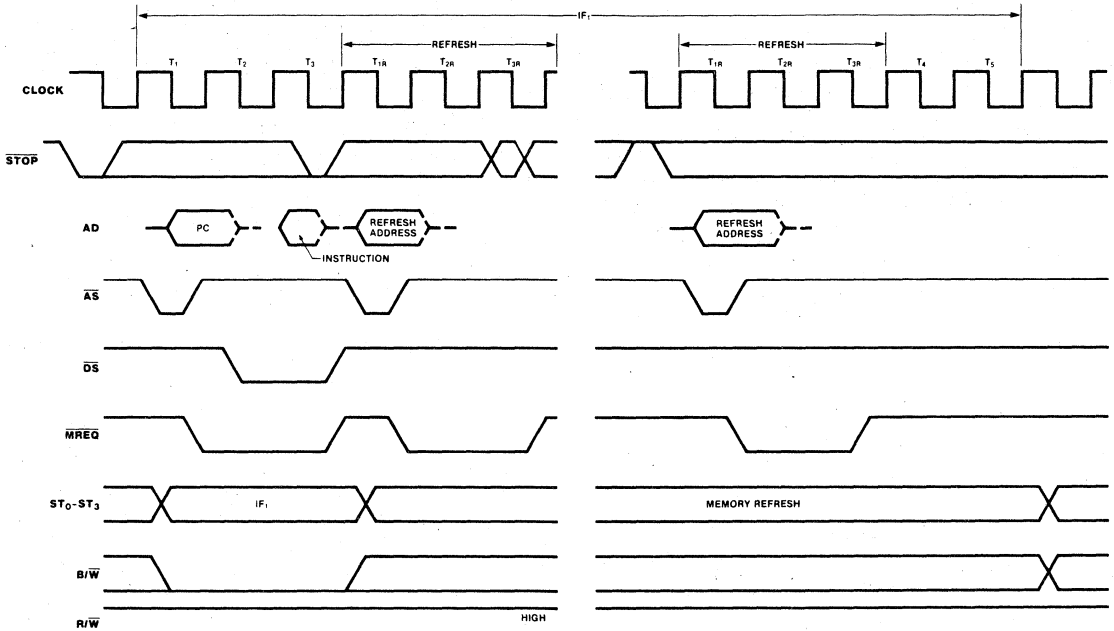 IF₁
REFRESH
REFRESH
T₁ T₂ T₃ T₁R T₂R T₃R T₁R T₂R T₃R T₄ T₅
CLOCK
STOP
AD PC REFRESH ADDRESS REFRESH ADDRESS
INSTRUCTION
AS
DS
MREQ
ST₀-ST₃ IF₁ MEMORY REFRESH
B/W
HIGH
R/W